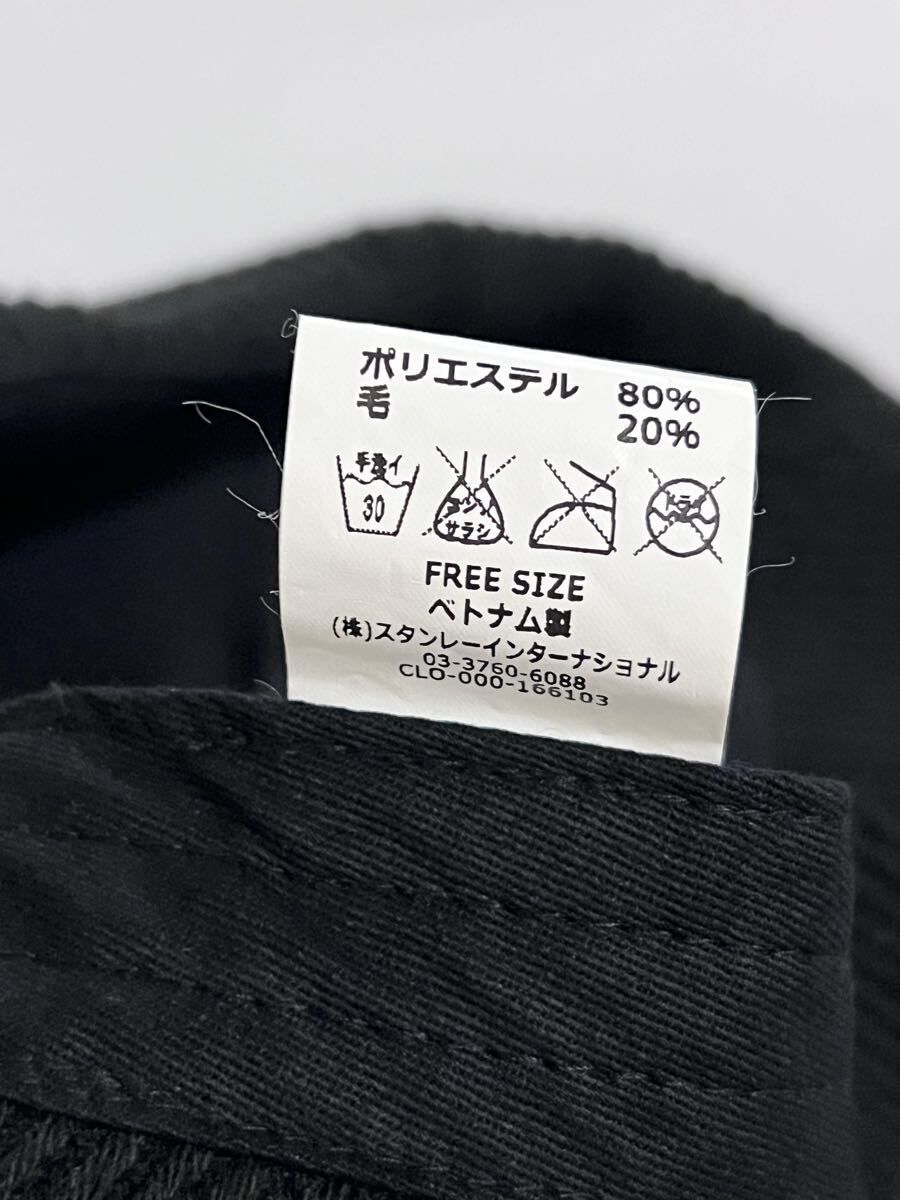 ポリエステル 80%
毛 20%
手洗イ
30
エンソ
サラシ
ドライ
FREE SIZE
ベトナム製
(株)スタンレーインターナショナル
03-3760-6088
CLO-000-166103